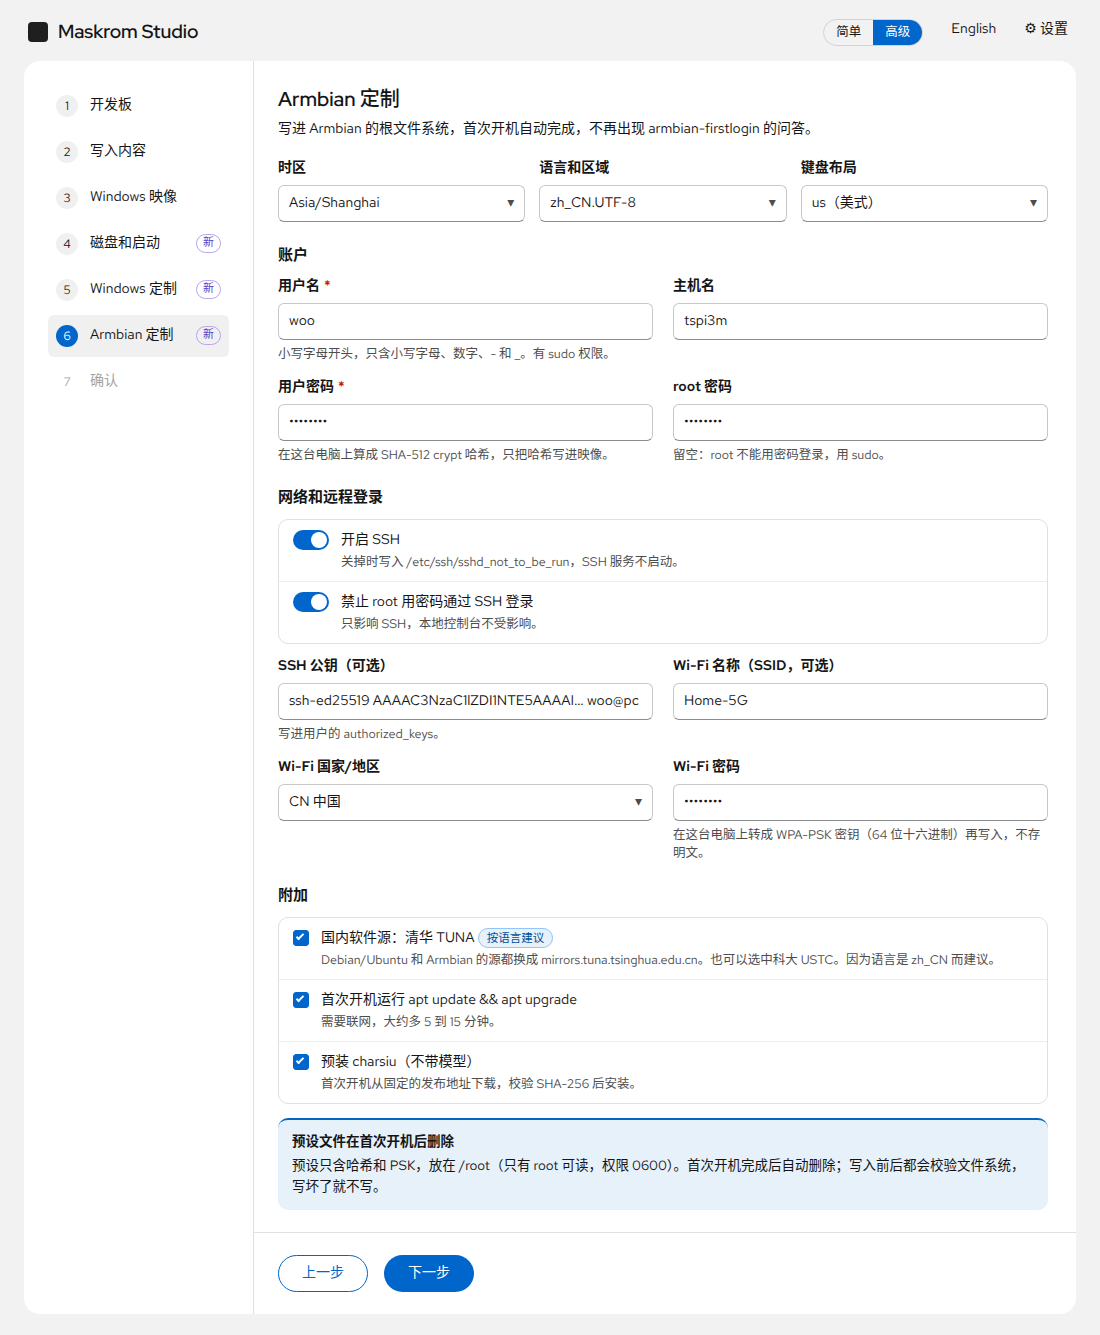 Maskrom Studio
简单
高级
English
⚙ 设置
1 开发板
2 写入内容
3 Windows 映像
4 磁盘和启动 新
5 Windows 定制 新
6 Armbian 定制 新
7 确认
Armbian 定制
写进 Armbian 的根文件系统，首次开机自动完成，不再出现 armbian-firstlogin 的问答。
时区 语言和区域 键盘布局
Asia/Shanghai ▼ zh_CN.UTF-8 ▼ us（美式） ▼
账户
用户名 * 主机名
woo tspi3m
小写字母开头，只含小写字母、数字、- 和 _。有 sudo 权限。
用户密码 * root 密码
•••••••• ••••••••
在这台电脑上算成 SHA-512 crypt 哈希，只把哈希写进映像。 留空：root 不能用密码登录，用 sudo。
网络和远程登录
开启 SSH
关掉时写入 /etc/ssh/sshd_not_to_be_run，SSH 服务不启动。
禁止 root 用密码通过 SSH 登录
只影响 SSH，本地控制台不受影响。
SSH 公钥（可选） Wi-Fi 名称（SSID，可选）
ssh-ed25519 AAAAC3NzaC1lZDI1NTE5AAAAI... woo@pc Home-5G
写进用户的 authorized_keys。
Wi-Fi 国家/地区 Wi-Fi 密码
CN 中国 ▼ ••••••••
在这台电脑上转成 WPA-PSK 密钥（64 位十六进制）再写入，不存
明文。
附加
国内软件源：清华 TUNA 按语言建议
Debian/Ubuntu 和 Armbian 的源都换成 mirrors.tuna.tsinghua.edu.cn。也可以选中科大 USTC。因为语言是 zh_CN 而建议。
首次开机运行 apt update && apt upgrade
需要联网，大约多 5 到 15 分钟。
预装 charsiu（不带模型）
首次开机从固定的发布地址下载，校验 SHA-256 后安装。
预设文件在首次开机后删除
预设只含哈希和 PSK，放在 /root（只有 root 可读，权限 0600）。首次开机完成后自动删除；写入前后都会校验文件系统，
写坏了就不写。
上一步 下一步